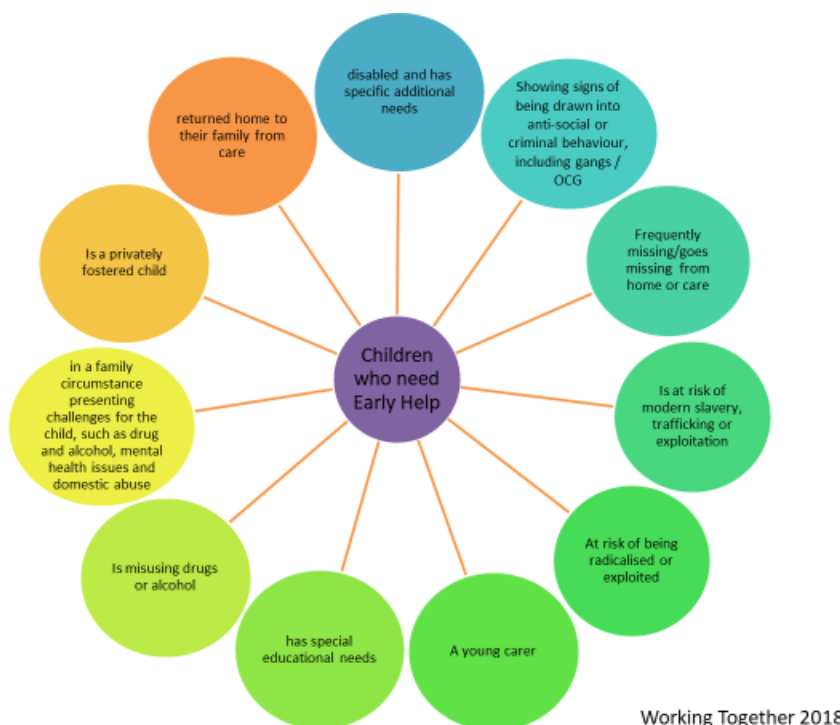 disabled and has
specific additional
needs
Showing signs of
being drawn into
anti-social or
criminal behaviour,
including gangs /
OCG
Frequently
missing/goes
missing from
home or care
Is at risk of
modern slavery,
trafficking or
exploitation
At risk of being
radicalised or
exploited
A young carer
has special
educational needs
Is misusing drugs
or alcohol
in a family
circumstance
presenting
challenges for the
child, such as drug
and alcohol, mental
health issues and
domestic abuse
Is a privately
fostered child
returned home to
their family from
care
Children
who need
Early Help
Working Together 2018